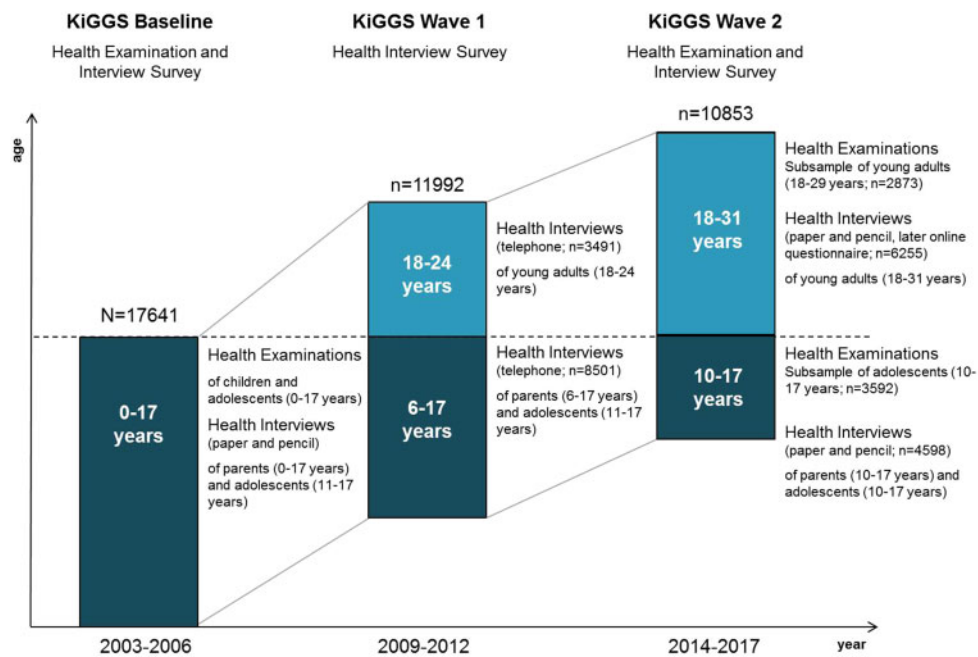 KiGGS Baseline
Health Examination and
Interview Survey
KiGGS Wave 1
Health Interview Survey
KiGGS Wave 2
Health Examination and
Interview Survey
age
N=17641
0-17
years
Health Examinations
of children and
adolescents (0-17 years)
Health Interviews
(paper and pencil)
of parents (0-17 years)
and adolescents (11-17
years)
n=11992
18-24
years
Health Interviews
(telephone; n=3491)
of young adults (18-24
years)
6-17
years
Health Interviews
(telephone; n=8501)
of parents (6-17 years)
and adolescents (11-17
years)
n=10853
18-31
years
Health Examinations
Subsample of young adults
(18-29 years; n=2873)
Health Interviews
(paper and pencil, later online
questionnaire; n=6255)
of young adults (18-31 years)
10-17
years
Health Examinations
Subsample of adolescents (10-
17 years; n=3592)
Health Interviews
(paper and pencil; n=4598)
of parents (10-17 years) and
adolescents (10-17 years)
2003-2006
2009-2012
2014-2017
year